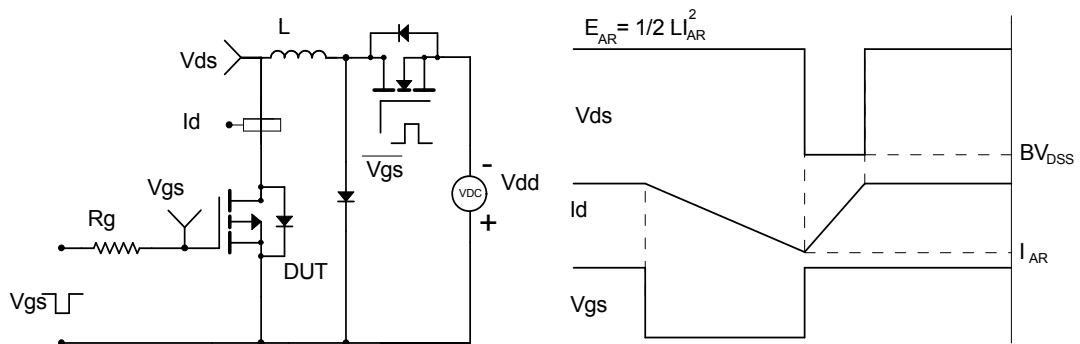 L
Vds
Id
Vgs
Vgs
Rg
DUT
Vgs
VDC
-
+
Vdd
E_AR = 1/2 LI_AR^2
Vds
BV_DSS
Id
I_AR
Vgs